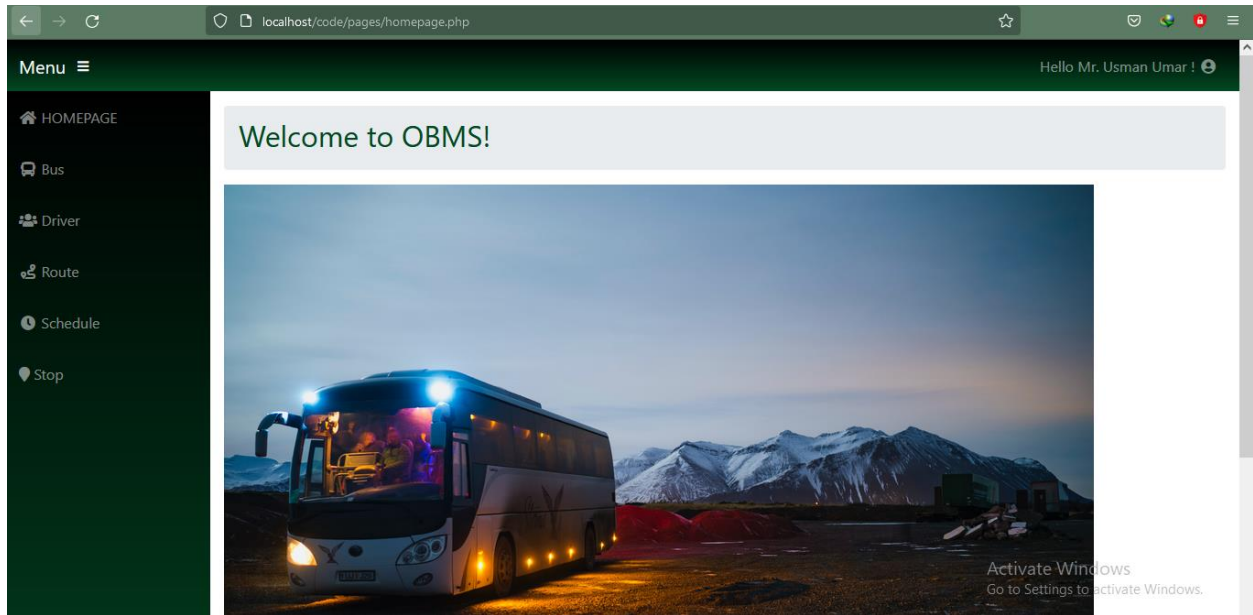 localhost/code/pages/homepage.php
Menu
Hello Mr. Usman Umar !
HOMEPAGE
Welcome to OBMS!
Bus
Driver
Route
Schedule
Stop
Activate Windows
Go to Settings to activate Windows.